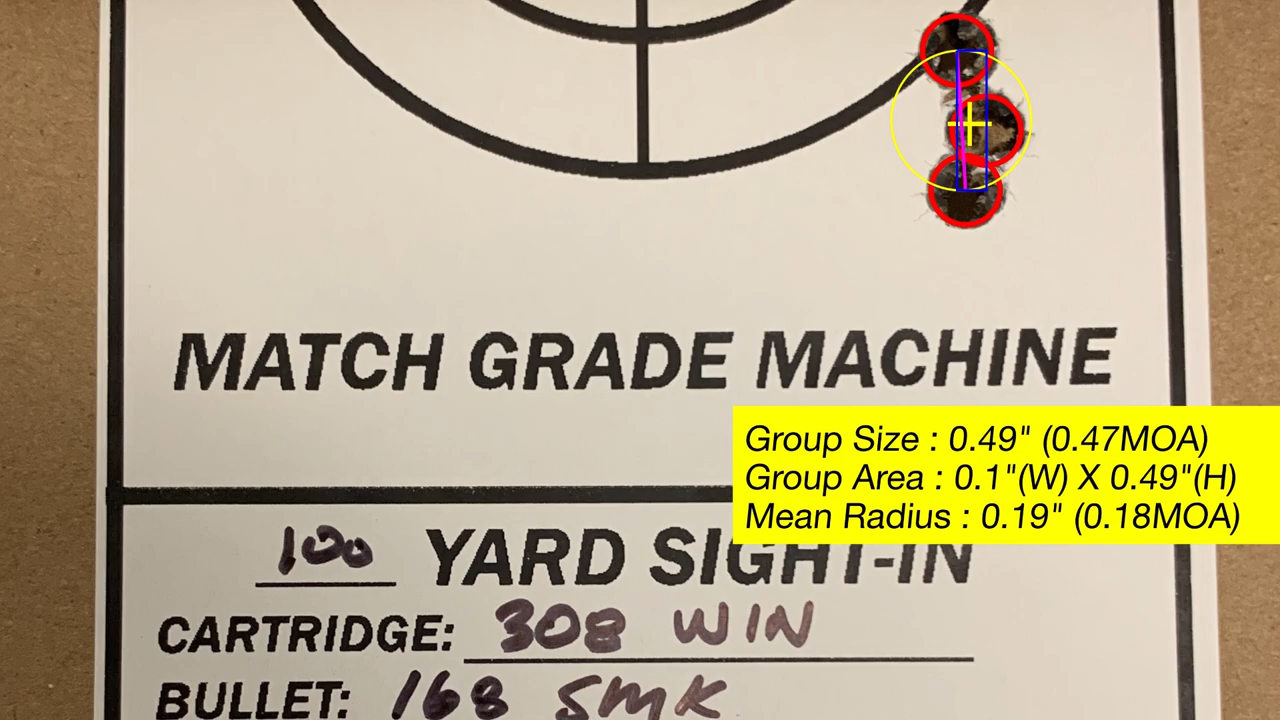 MATCH GRADE MACHINE
Group Size : 0.49" (0.47MOA)
Group Area : 0.1"(W) X 0.49"(H)
Mean Radius : 0.19" (0.18MOA)
100 YARD SIGHT-IN
CARTRIDGE: 308 WIN
BULLET: 168 SMK